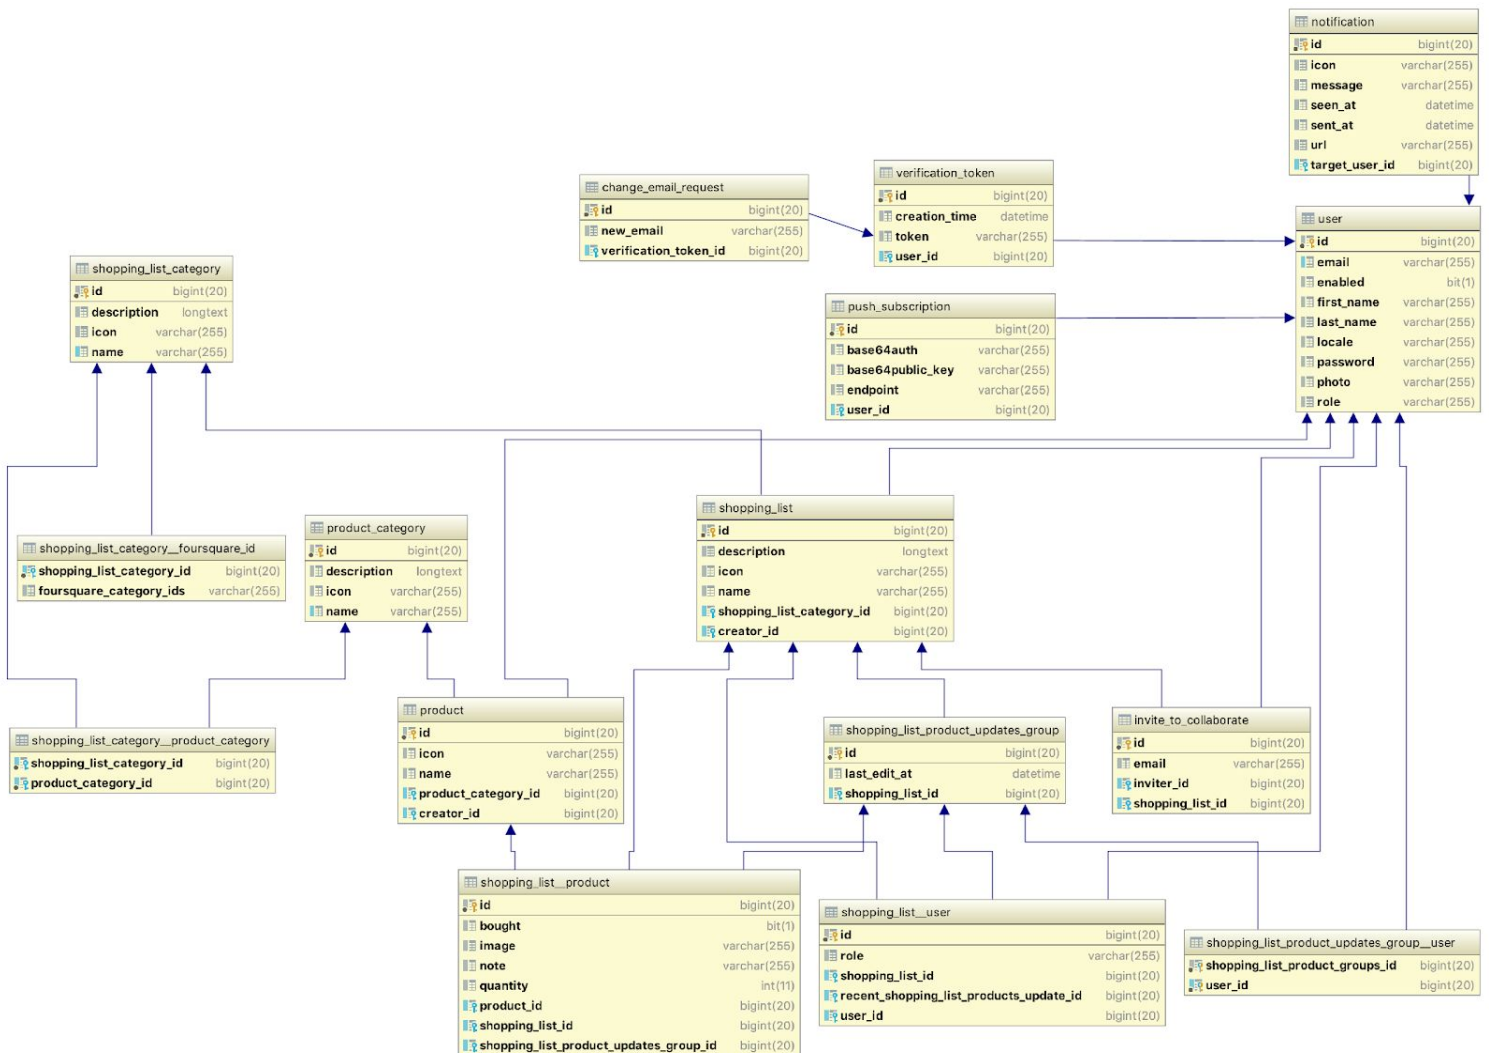 notification
id bigint(20)
icon varchar(255)
message varchar(255)
seen_at datetime
sent_at datetime
url varchar(255)
target_user_id bigint(20)
change_email_request
id bigint(20)
new_email varchar(255)
verification_token_id bigint(20)
verification_token
id bigint(20)
creation_time datetime
token varchar(255)
user_id bigint(20)
user
id bigint(20)
email varchar(255)
enabled bit(1)
first_name varchar(255)
last_name varchar(255)
locale varchar(255)
password varchar(255)
photo varchar(255)
role varchar(255)
shopping_list_category
id bigint(20)
description longtext
icon varchar(255)
name varchar(255)
push_subscription
id bigint(20)
base64auth varchar(255)
base64public_key varchar(255)
endpoint varchar(255)
user_id bigint(20)
shopping_list_category__foursquare_id
shopping_list_category_id bigint(20)
foursquare_category_ids varchar(255)
product_category
id bigint(20)
description longtext
icon varchar(255)
name varchar(255)
shopping_list
id bigint(20)
description longtext
icon varchar(255)
name varchar(255)
shopping_list_category_id bigint(20)
creator_id bigint(20)
shopping_list_category__product_category
shopping_list_category_id bigint(20)
product_category_id bigint(20)
product
id bigint(20)
icon varchar(255)
name varchar(255)
product_category_id bigint(20)
creator_id bigint(20)
shopping_list_product_updates_group
id bigint(20)
last_edit_at datetime
shopping_list_id bigint(20)
invite_to_collaborate
id bigint(20)
email varchar(255)
inviter_id bigint(20)
shopping_list_id bigint(20)
shopping_list__product
id bigint(20)
bought bit(1)
image varchar(255)
note varchar(255)
quantity int(11)
product_id bigint(20)
shopping_list_id bigint(20)
shopping_list_product_updates_group_id bigint(20)
shopping_list__user
id bigint(20)
role varchar(255)
shopping_list_id bigint(20)
recent_shopping_list_products_update_id bigint(20)
user_id bigint(20)
shopping_list_product_updates_group__user
shopping_list_product_groups_id bigint(20)
user_id bigint(20)